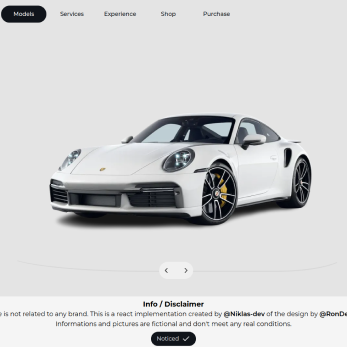 Models Services Experience Shop Purchase
Info / Disclaimer
is not related to any brand. This is a react implementation created by @Niklas-dev of the design by @RonDe
Informations and pictures are fictional and don't meet any real conditions.
Noticed